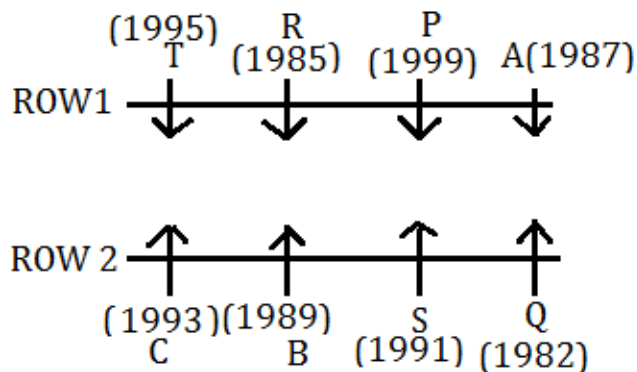 (1995) R P
T (1985) (1999) A(1987)
ROW1
ROW 2
(1993) (1989) S Q
C B (1991) (1982)